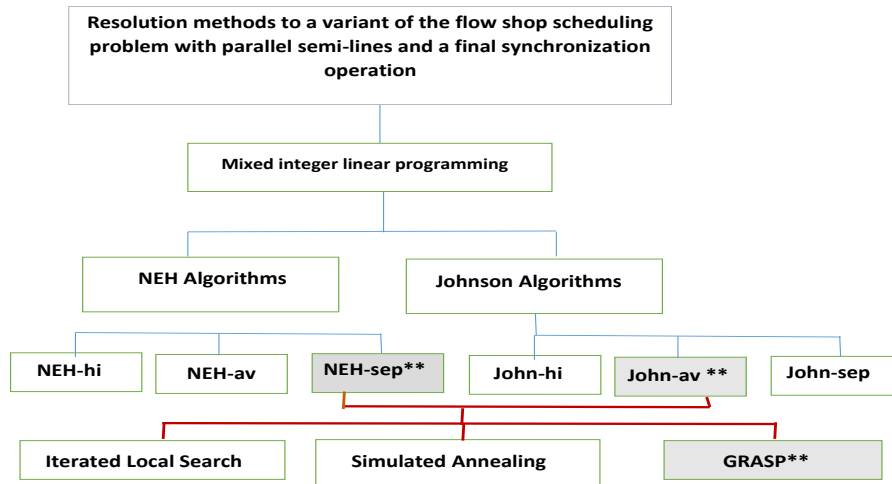 Resolution methods to a variant of the flow shop scheduling
problem with parallel semi-lines and a final synchronization
operation
Mixed integer linear programming
NEH Algorithms
Johnson Algorithms
NEH-hi
NEH-av
NEH-sep**
John-hi
John-av **
John-sep
Iterated Local Search
Simulated Annealing
GRASP**